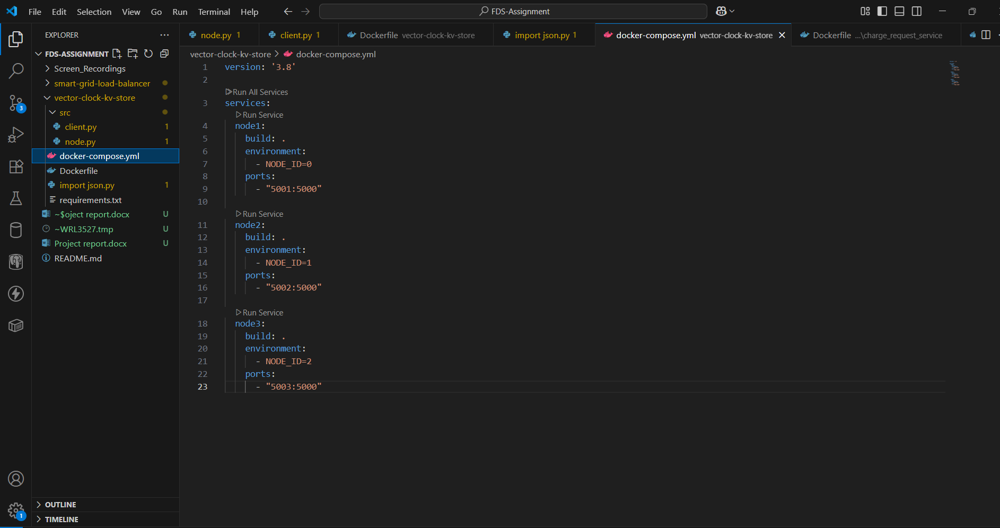 File Edit Selection View Go Run Terminal Help FDS-Assignment
EXPLORER
FDS-ASSIGNMENT
Screen_Recordings
smart-grid-load-balancer
vector-clock-kv-store
src
client.py 1
node.py 1
docker-compose.yml
Dockerfile
import json.py 1
requirements.txt
~$oject report.docx U
~WRL3527.tmp U
Project report.docx U
README.md
OUTLINE
TIMELINE
3
1
node.py 1 client.py 1 Dockerfile vector-clock-kv-store import json.py 1 docker-compose.yml vector-clock-kv-store Dockerfile ...\charge_request_service
vector-clock-kv-store > docker-compose.yml
1 version: '3.8'
2
Run All Services
3 services:
Run Service
4 node1:
5 build: .
6 environment:
7 - NODE_ID=0
8 ports:
9 - "5001:5000"
10
Run Service
11 node2:
12 build: .
13 environment:
14 - NODE_ID=1
15 ports:
16 - "5002:5000"
17
Run Service
18 node3:
19 build: .
20 environment:
21 - NODE_ID=2
22 ports:
23 - "5003:5000"